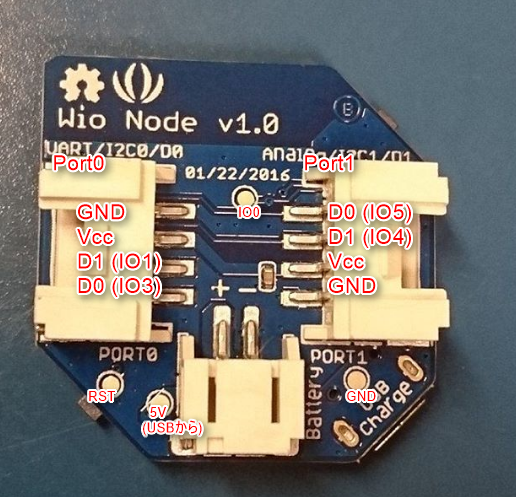 Wio Node v1.0
B
UART/I2C0/D0
Analog/I2C1/D1
Port0
Port1
01/22/2016
IO0
GND
Vcc
D1 (IO1)
D0 (IO3)
D0 (IO5)
D1 (IO4)
Vcc
GND
+ −
PORT0
PORT1
RST
5V
(USBから)
Battery
GND
USB
Charge